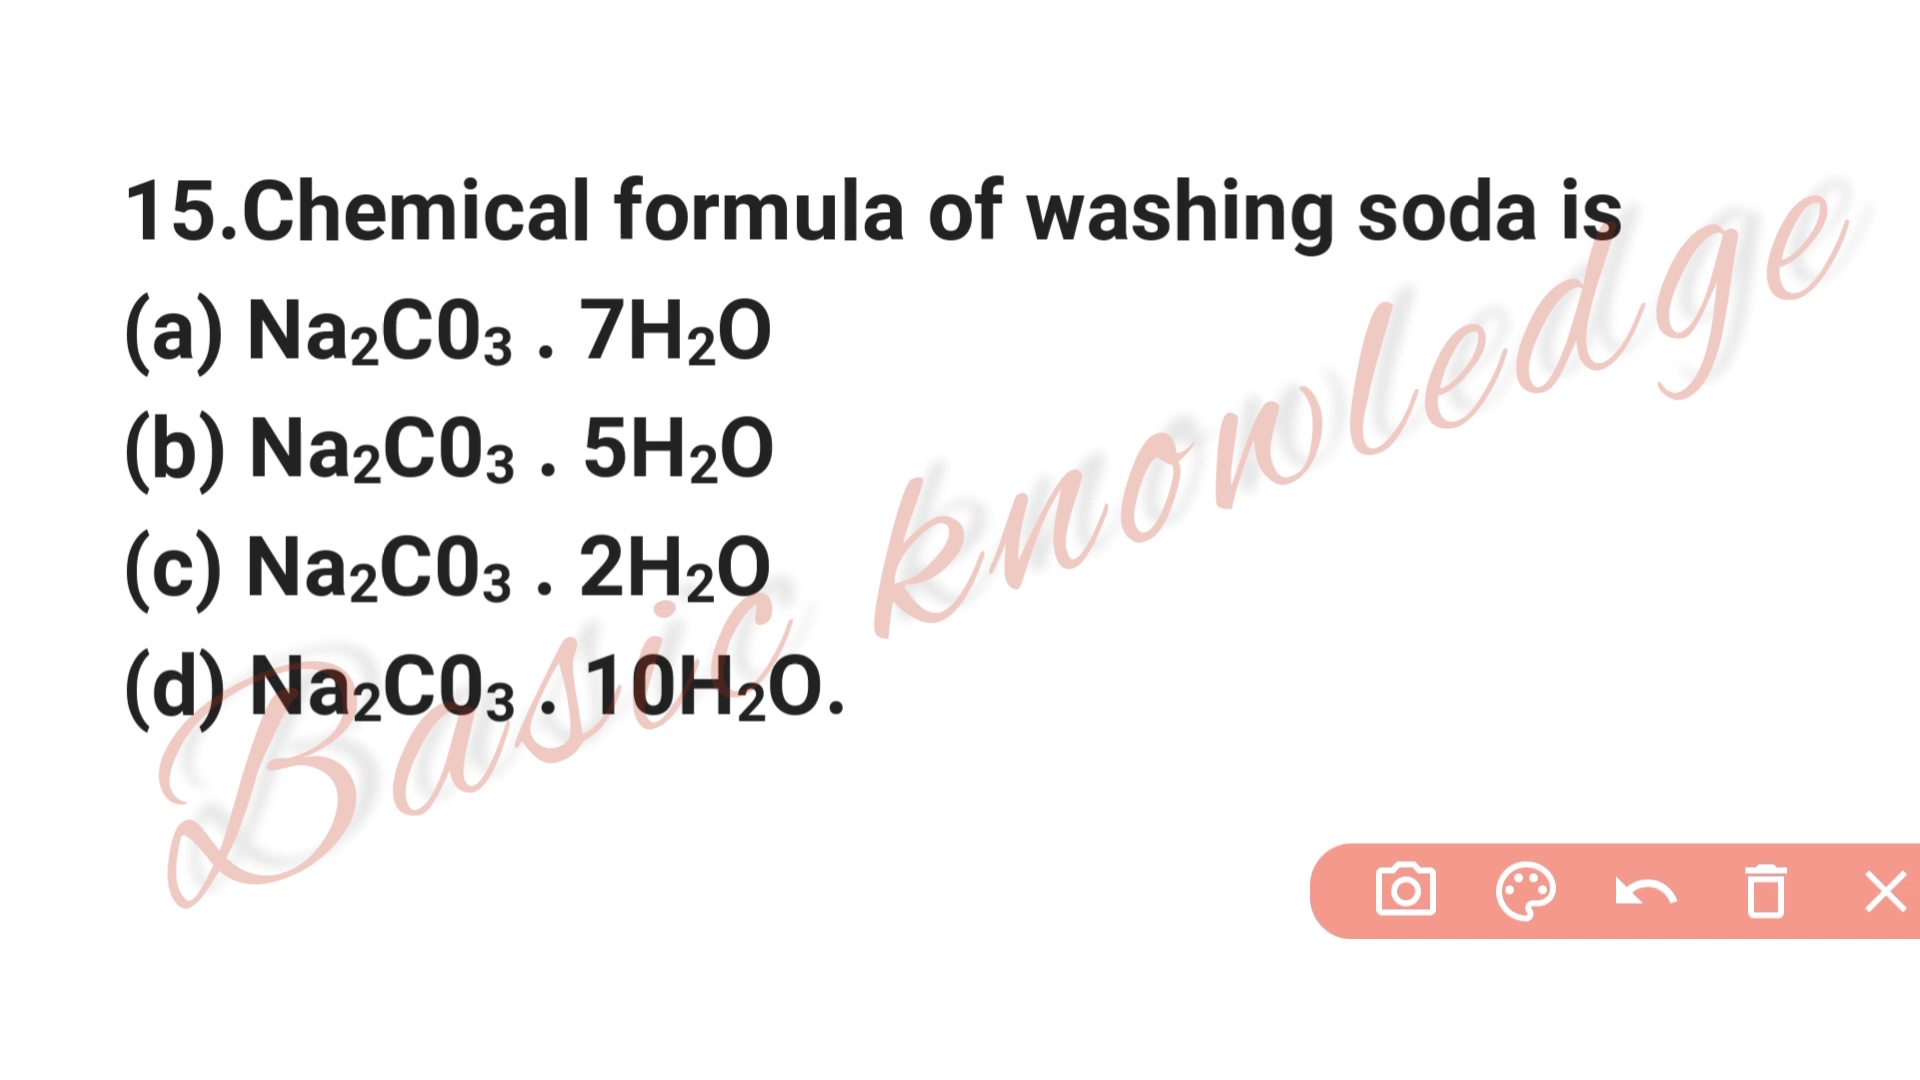 15.Chemical formula of washing soda is
(a) Na₂C0₃ . 7H₂O
(b) Na₂C0₃ . 5H₂O
(c) Na₂C0₃ . 2H₂O
(d) Na₂C0₃ . 10H₂O.
Basic knowledge